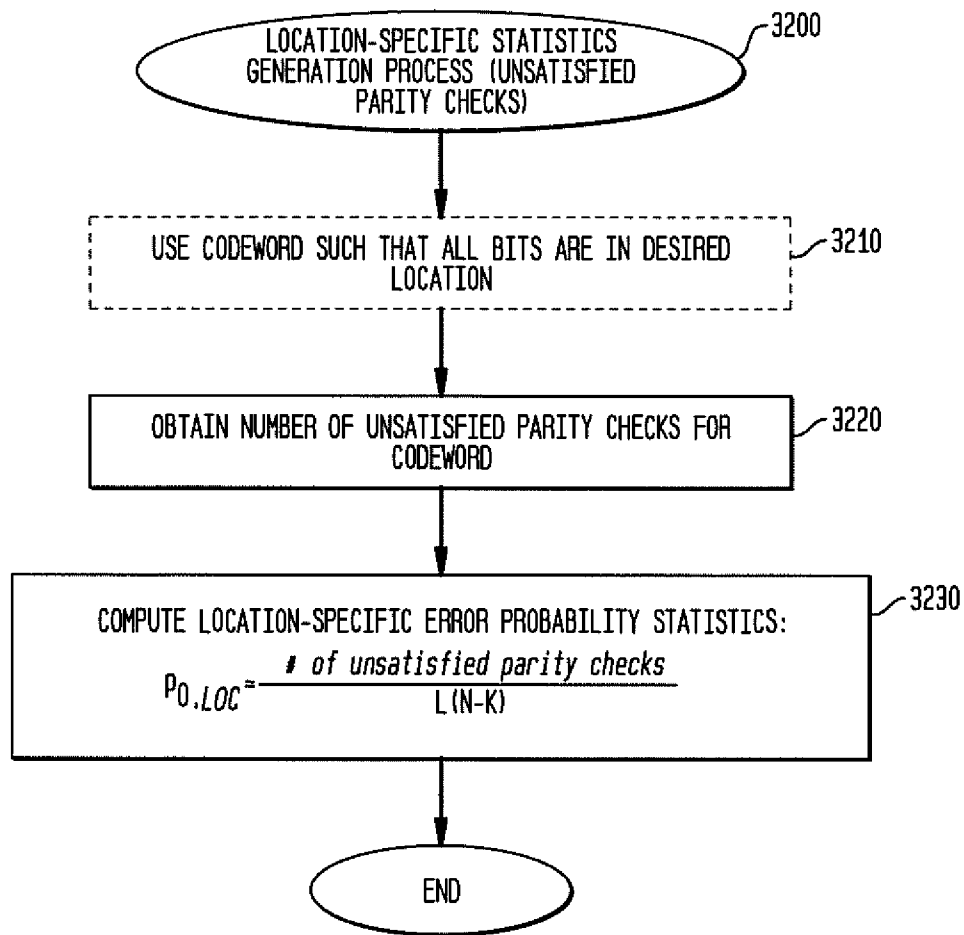 LOCATION-SPECIFIC STATISTICS
GENERATION PROCESS (UNSATISFIED
PARITY CHECKS)
3200
USE CODEWORD SUCH THAT ALL BITS ARE IN DESIRED
LOCATION
3210
OBTAIN NUMBER OF UNSATISFIED PARITY CHECKS FOR
CODEWORD
3220
COMPUTE LOCATION-SPECIFIC ERROR PROBABILITY STATISTICS:
P0,LOC = # of unsatisfied parity checks
L(N-K)
3230
END